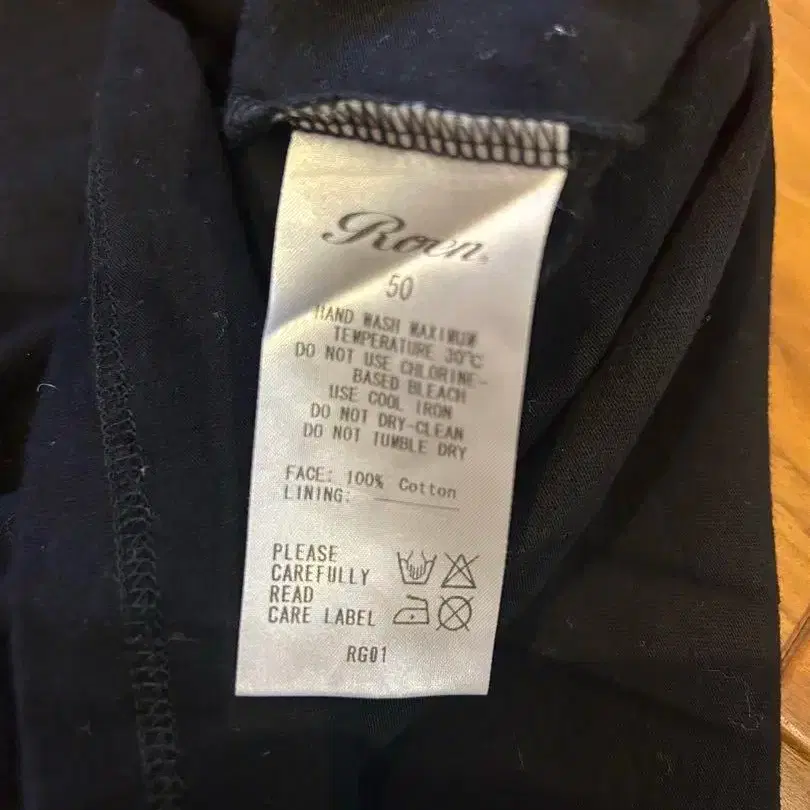 Roen
50
HAND WASH MAXIMUM
TEMPERATURE 30℃
DO NOT USE CHLORINE-
BASED BLEACH
USE COOL IRON
DO NOT DRY-CLEAN
DO NOT TUMBLE DRY
FACE: 100% Cotton
LINING:
PLEASE
CAREFULLY
READ
CARE LABEL
RG01